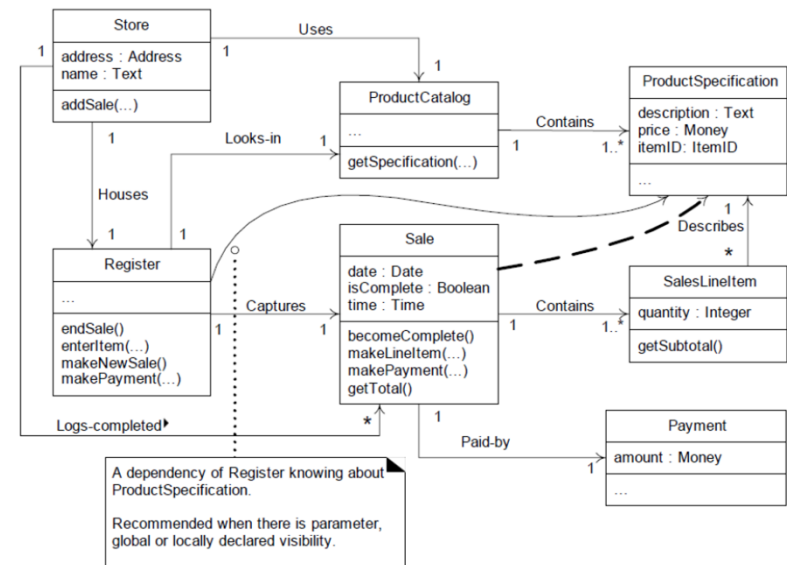 Store
address : Address
name : Text
addSale(...)
1
1
Uses
1
ProductCatalog
...
getSpecification(...)
1
Contains
1..*
ProductSpecification
description : Text
price : Money
itemID: ItemID
...
1
Looks-in
1
Houses
1
1
Register
...
endSale()
enterItem(...)
makeNewSale()
makePayment(...)
1
Captures
1
Sale
date : Date
isComplete : Boolean
time : Time
becomeComplete()
makeLineItem(...)
makePayment(...)
getTotal()
1
Contains
1..*
1
Describes
*
SalesLineItem
quantity : Integer
getSubtotal()
Logs-completed
*
1
Paid-by
1
Payment
amount : Money
...
A dependency of Register knowing about
ProductSpecification.
Recommended when there is parameter,
global or locally declared visibility.